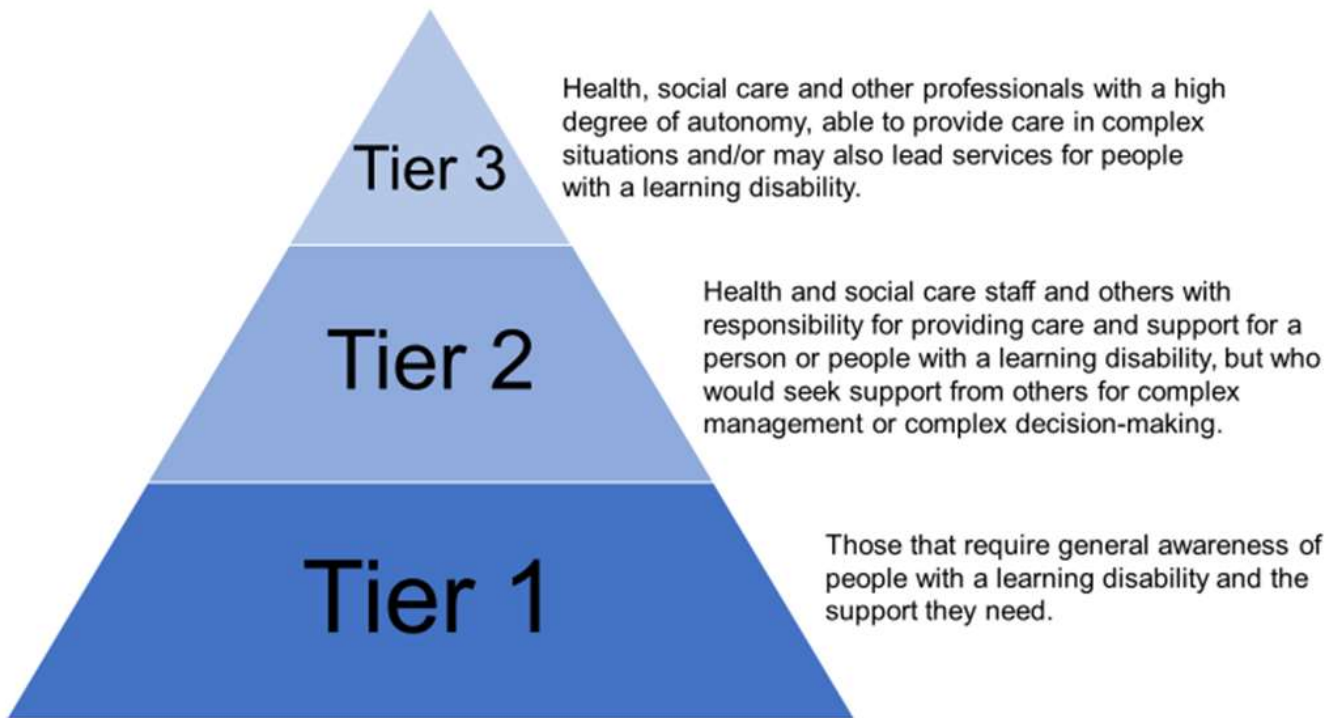 Tier 3
Health, social care and other professionals with a high
degree of autonomy, able to provide care in complex
situations and/or may also lead services for people
with a learning disability.
Tier 2
Health and social care staff and others with
responsibility for providing care and support for a
person or people with a learning disability, but who
would seek support from others for complex
management or complex decision-making.
Tier 1
Those that require general awareness of
people with a learning disability and the
support they need.